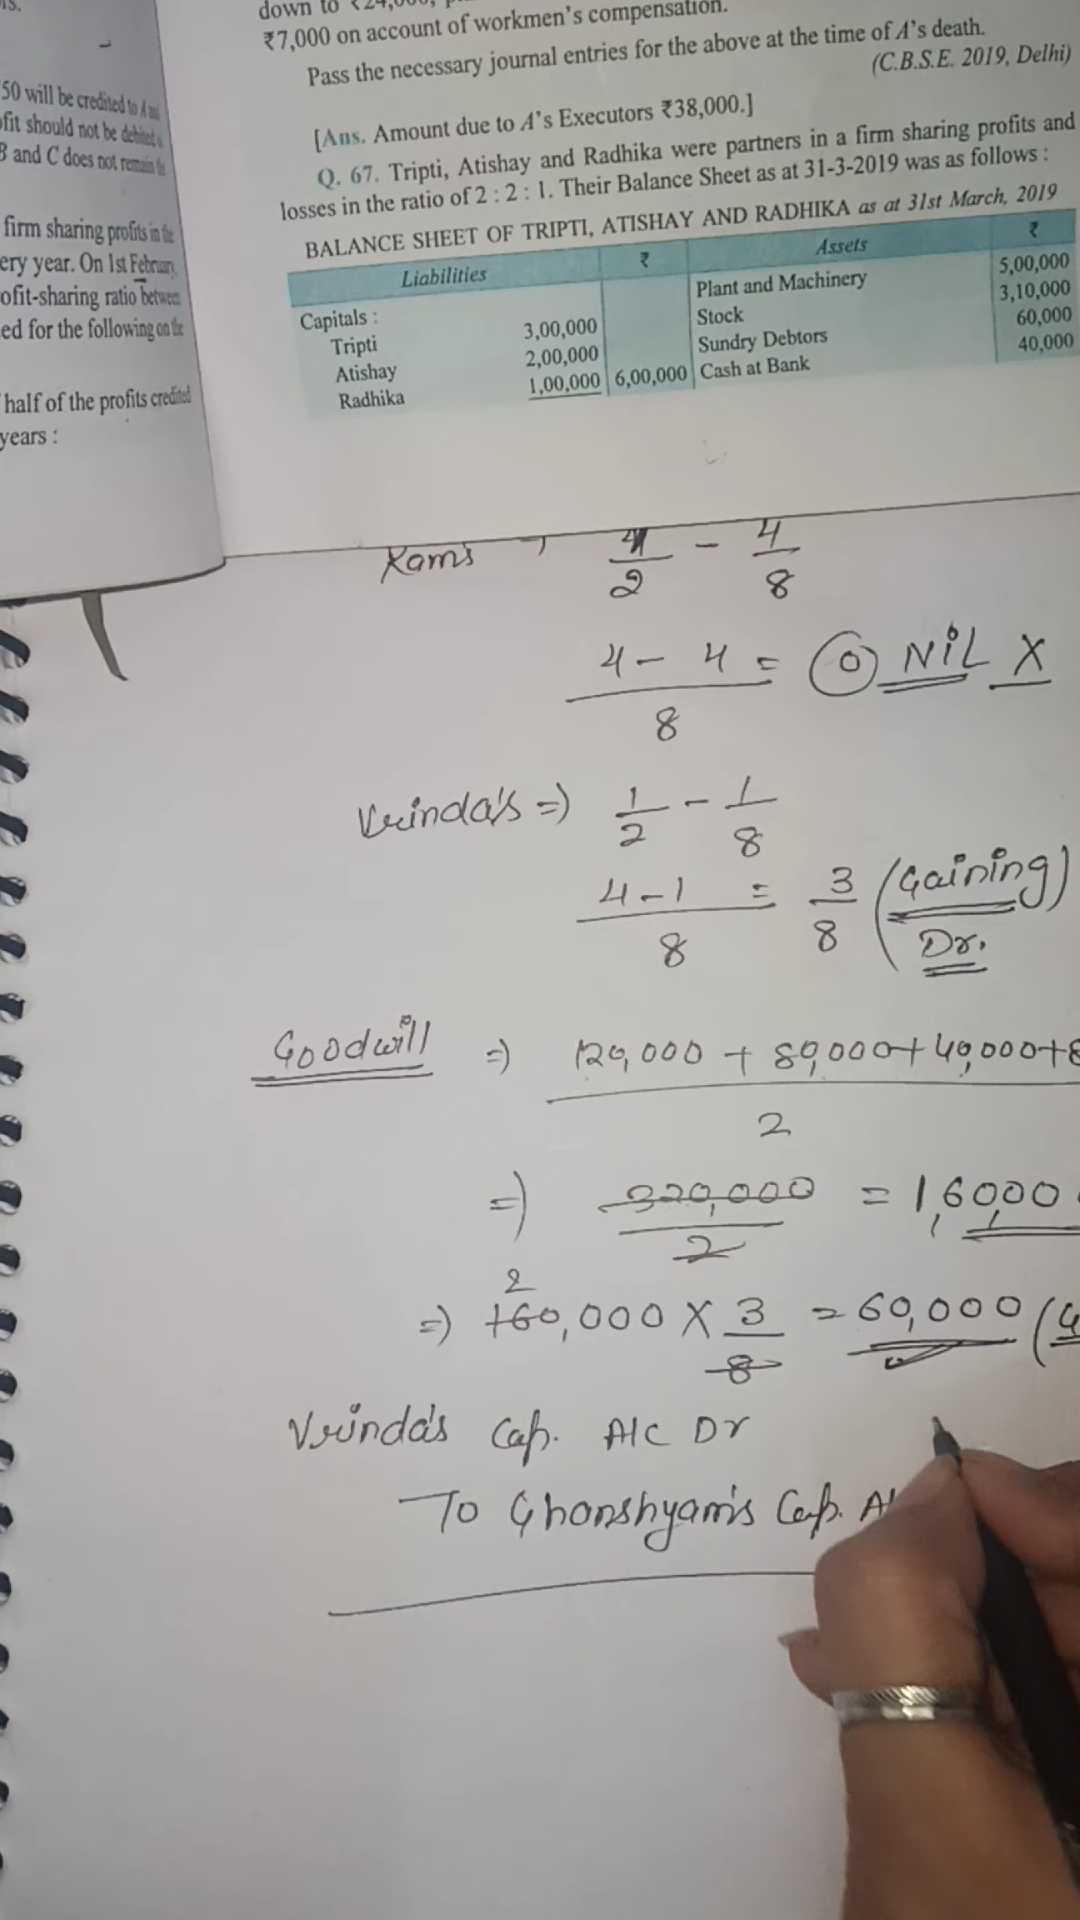 50 will be credited to A
fit should not be debited
B and C does not remain the
firm sharing profits in the
ery year. On 1st February,
ofit-sharing ratio between
ed for the following on the
half of the profits credited
years :
down to ₹24,000,
₹7,000 on account of workmen's compensation.
Pass the necessary journal entries for the above at the time of A's death.
(C.B.S.E. 2019, Delhi)
[Ans. Amount due to A's Executors ₹38,000.]
Q. 67. Tripti, Atishay and Radhika were partners in a firm sharing profits and
losses in the ratio of 2 : 2 : 1. Their Balance Sheet as at 31-3-2019 was as follows :
BALANCE SHEET OF TRIPTI, ATISHAY AND RADHIKA as at 31st March, 2019
Liabilities ₹ Assets ₹
Capitals : Plant and Machinery 5,00,000
Tripti 3,00,000 Stock 3,10,000
Atishay 2,00,000 Sundry Debtors 60,000
Radhika 1,00,000 6,00,000 Cash at Bank 40,000
Ram's
2 - 4/8
4 - 4 / 8 = 0 NIL X
Vrinda's => 1/2 - 1/8
4 - 1 / 8 = 3/8 (Gaining)
Dr.
Goodwill => 120,000 + 80,000 + 40,000 + 8
2
=> 320,000 / 2 = 1,6000
2
=> 160,000 X 3/8 = 60,000 (4
Vrinda's Cap. A/C Dr
To Ghanshyam's Cap. A